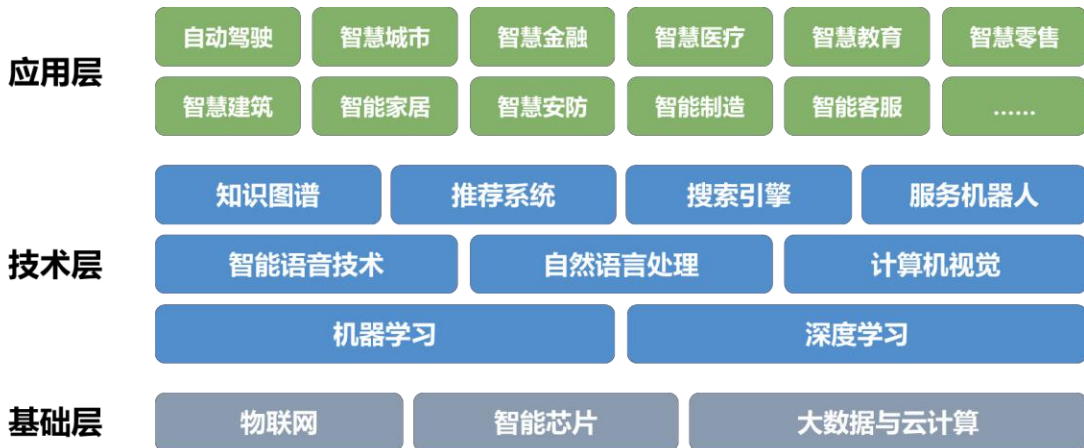 应用层
自动驾驶 智慧城市 智慧金融 智慧医疗 智慧教育 智慧零售
智慧建筑 智能家居 智慧安防 智能制造 智能客服 ……
技术层
知识图谱 推荐系统 搜索引擎 服务机器人
智能语音技术 自然语言处理 计算机视觉
机器学习 深度学习
基础层
物联网 智能芯片 大数据与云计算